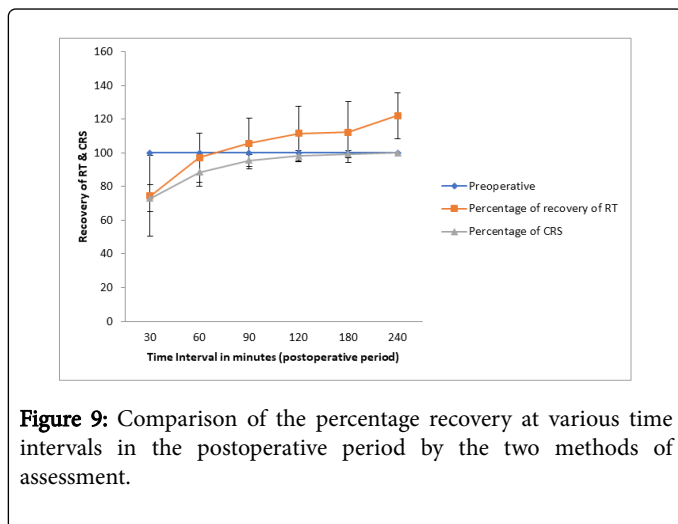 160
140
120
100
80
60
40
20
0
Recovery of RT & CRS
30 60 90 120 180 240
Time Interval in minutes (postoperative period)
Preoperative
Percentage of recovery of RT
Percentage of CRS
Figure 9: Comparison of the percentage recovery at various time
intervals in the postoperative period by the two methods of
assessment.